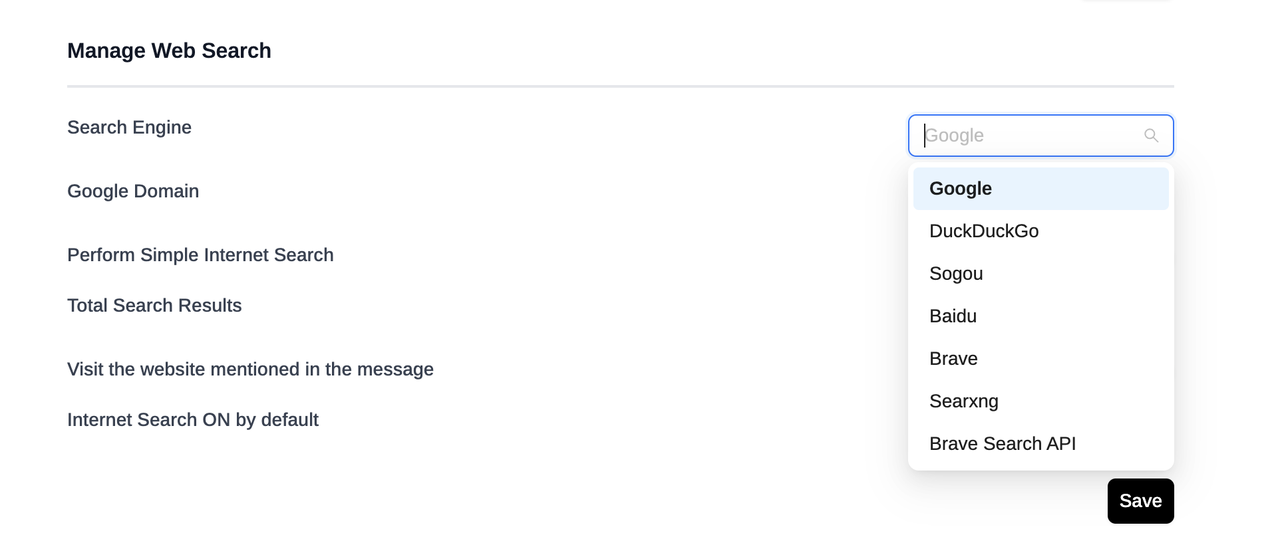 Manage Web Search
Search Engine
Google
Google Domain
Perform Simple Internet Search
Total Search Results
Visit the website mentioned in the message
Internet Search ON by default
Google
DuckDuckGo
Sogou
Baidu
Brave
Searxng
Brave Search API
Save